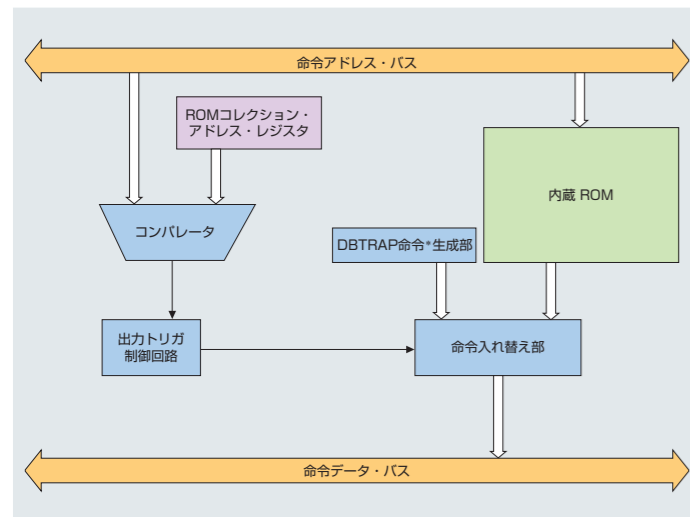 命令アドレス・バス
ROMコレクション・
アドレス・レジスタ
内蔵 ROM
コンパレータ
DBTRAP命令*生成部
出力トリガ
制御回路
命令入れ替え部
命令データ・バス